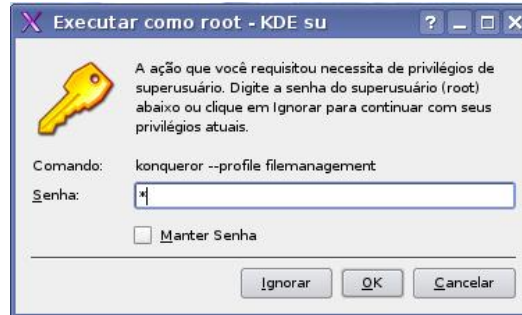 Executar como root - KDE su
A ação que você requisitou necessita de privilégios de
superusuário. Digite a senha do superusuário (root)
abaixo ou clique em Ignorar para continuar com seus
privilégios atuais.
Comando: konqueror --profile filemanagement
Senha: *
Manter Senha
Ignorar OK Cancelar